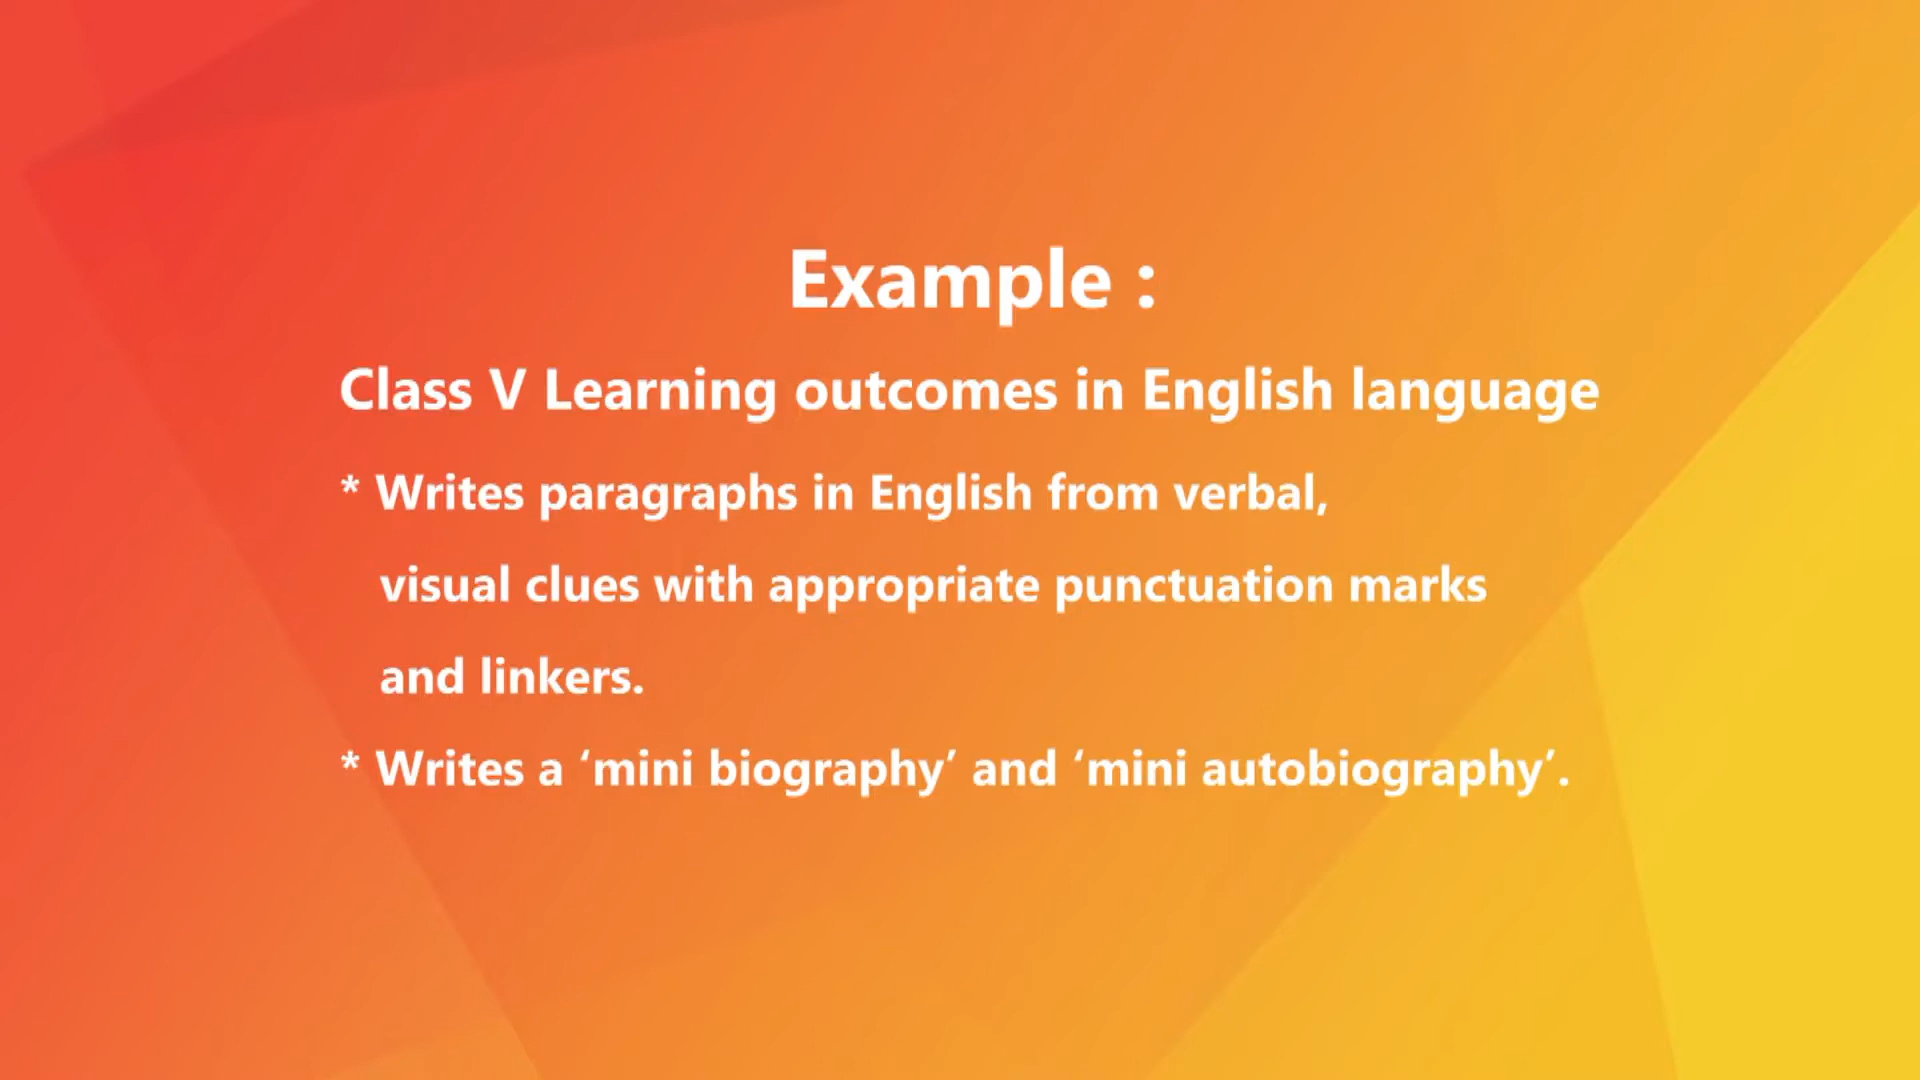 Example :
Class V Learning outcomes in English language
* Writes paragraphs in English from verbal,
visual clues with appropriate punctuation marks
and linkers.
* Writes a ‘mini biography’ and ‘mini autobiography’.